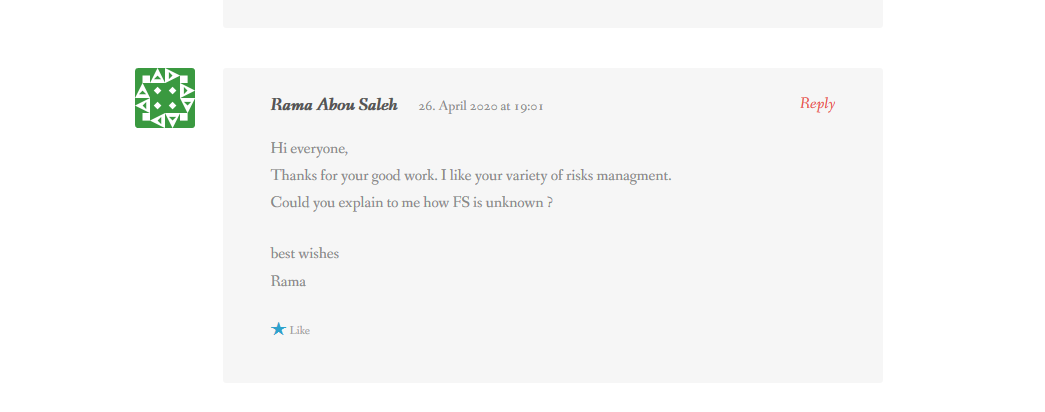 Rama Abou Saleh 26. April 2020 at 19:01 Reply
Hi everyone,
Thanks for your good work. I like your variety of risks managment.
Could you explain to me how FS is unknown ?
best wishes
Rama
Like